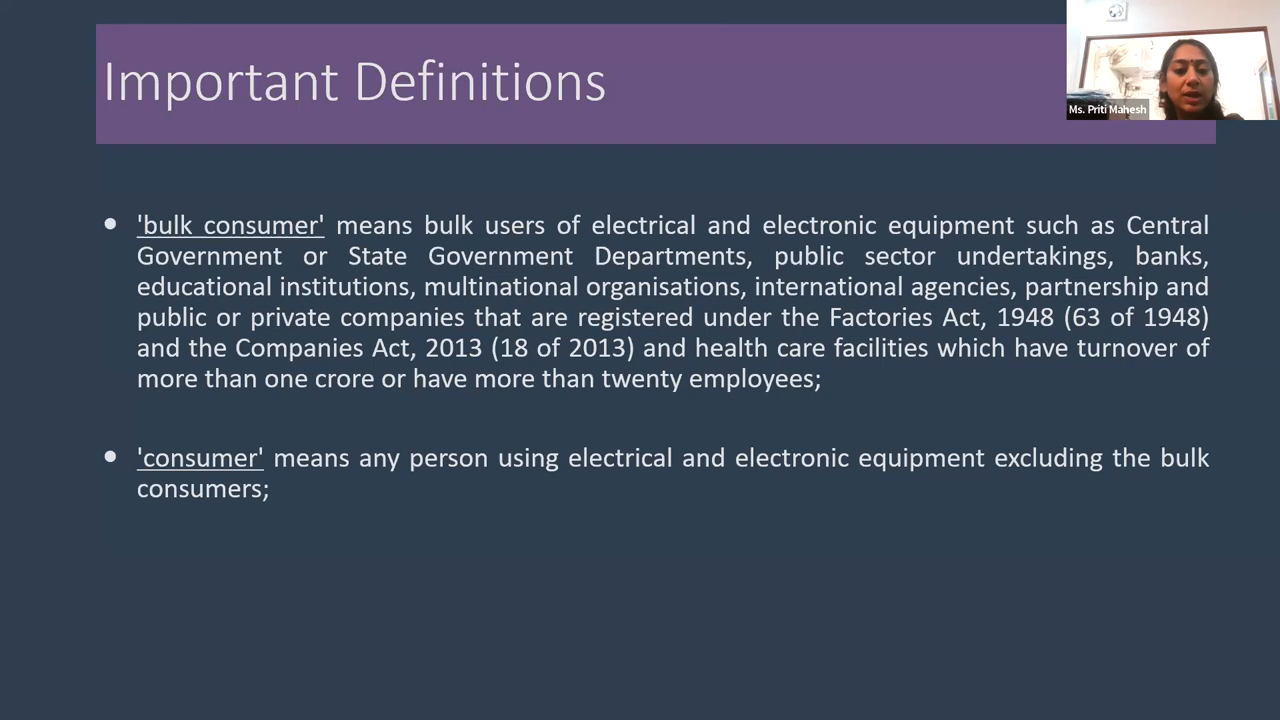 Important Definitions
Ms. Priti Mahesh
• 'bulk consumer' means bulk users of electrical and electronic equipment such as Central
Government or State Government Departments, public sector undertakings, banks,
educational institutions, multinational organisations, international agencies, partnership and
public or private companies that are registered under the Factories Act, 1948 (63 of 1948)
and the Companies Act, 2013 (18 of 2013) and health care facilities which have turnover of
more than one crore or have more than twenty employees;
• 'consumer' means any person using electrical and electronic equipment excluding the bulk
consumers;